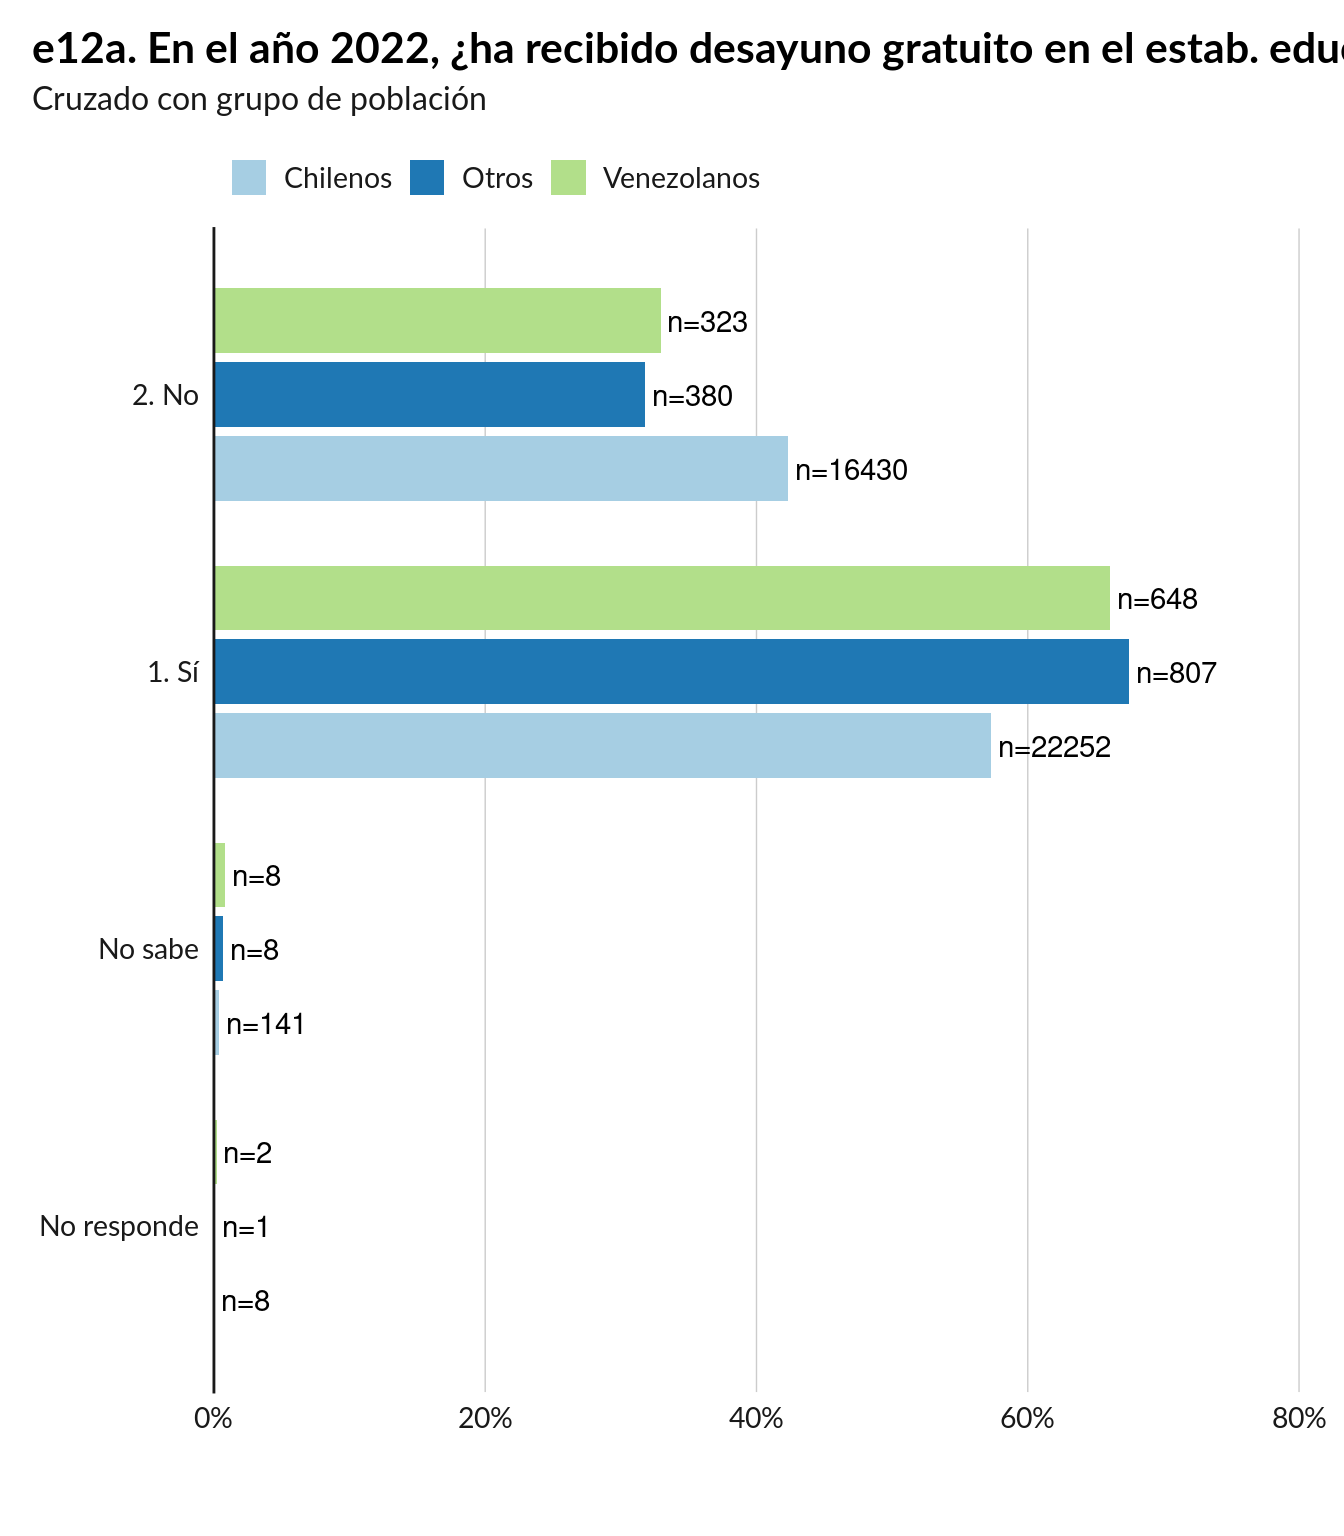 e12a. En el año 2022, ¿ha recibido desayuno gratuito en el estab.
Cruzado con grupo de población
Chilenos Otros Venezolanos
n=323
2. No n=380
n=16430
n=648
1. Sí n=807
n=22252
n=8
No sabe n=8
n=141
n=2
No responde n=1
n=8
0% 20% 40% 60% 80%